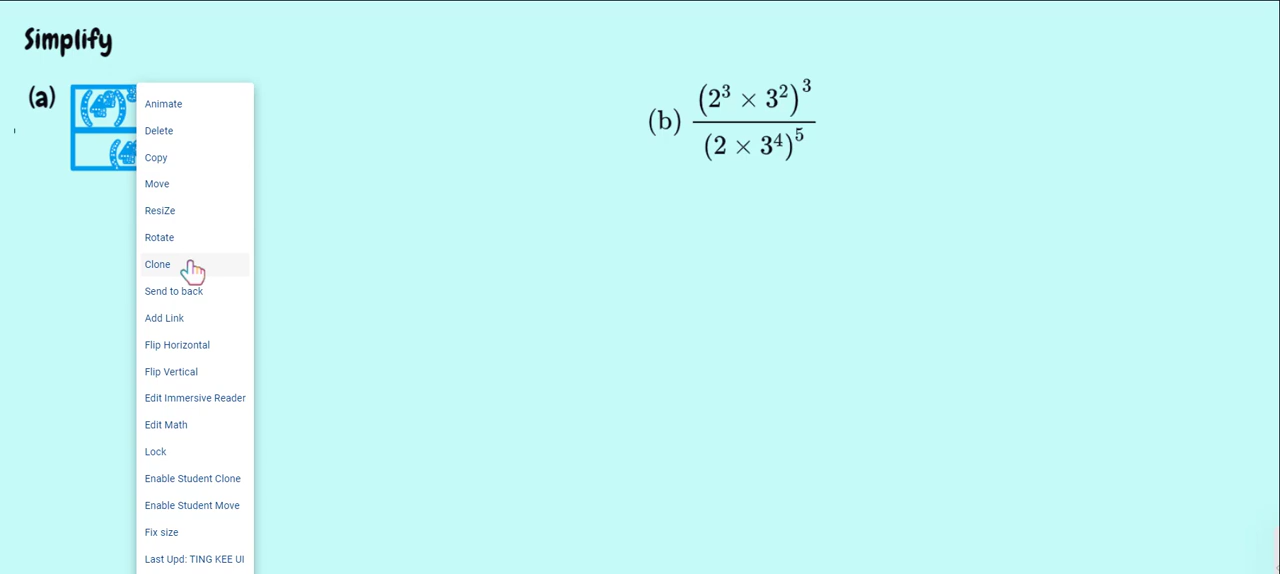 Simplify
(a)
Animate
Delete
Copy
Move
ResiZe
Rotate
Clone
Send to back
Add Link
Flip Horizontal
Flip Vertical
Edit Immersive Reader
Edit Math
Lock
Enable Student Clone
Enable Student Move
Fix size
Last Upd: TING KEE UI
(b) (2³ × 3²)³
(2 × 3⁴)⁵